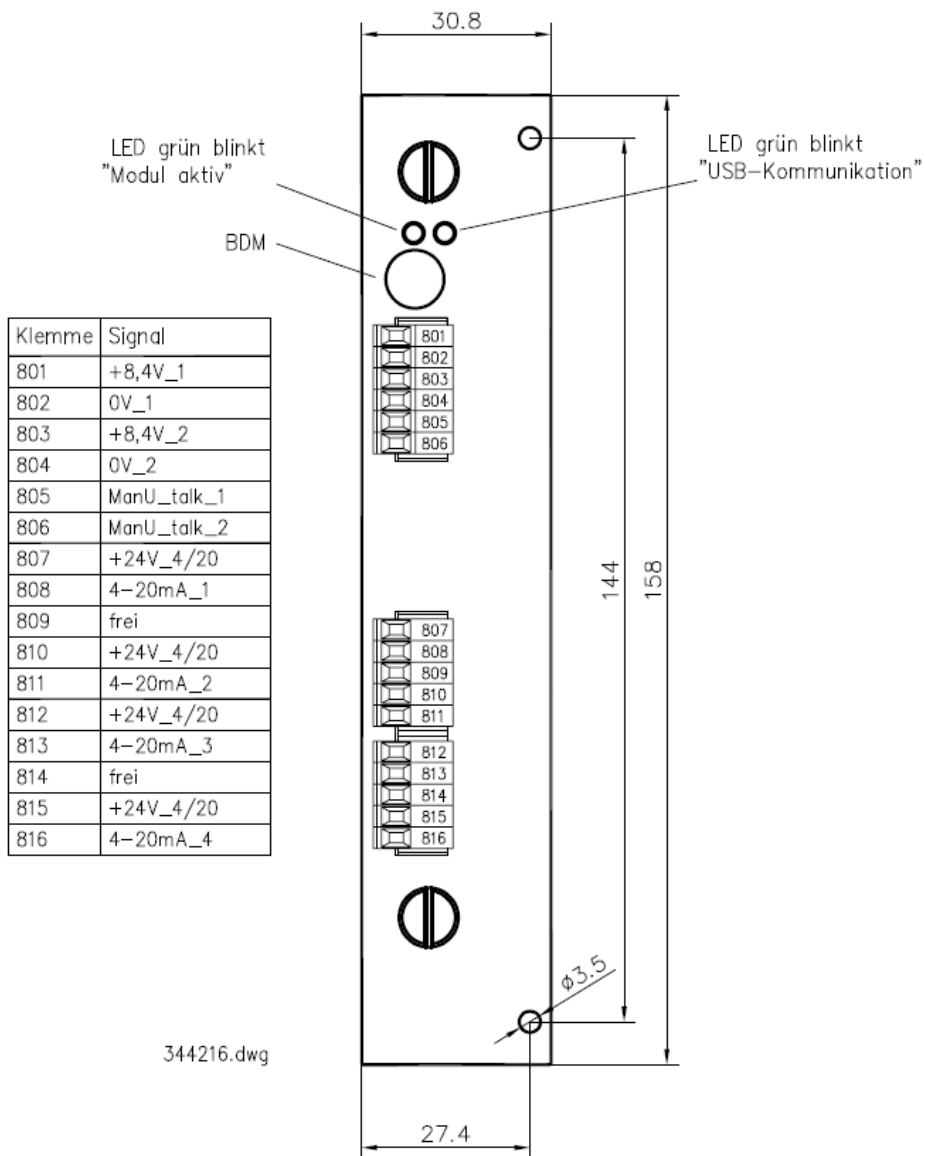 30.8
LED grün blinkt
"Modul aktiv"
LED grün blinkt
"USB-Kommunikation"
BDM
Klemme Signal
801 +8,4V_1
802 0V_1
803 +8,4V_2
804 0V_2
805 ManU_talk_1
806 ManU_talk_2
807 +24V_4/20
808 4-20mA_1
809 frei
810 +24V_4/20
811 4-20mA_2
812 +24V_4/20
813 4-20mA_3
814 frei
815 +24V_4/20
816 4-20mA_4
801
802
803
804
805
806
807
808
809
810
811
812
813
814
815
816
144
158
ø3.5
344216.dwg
27.4